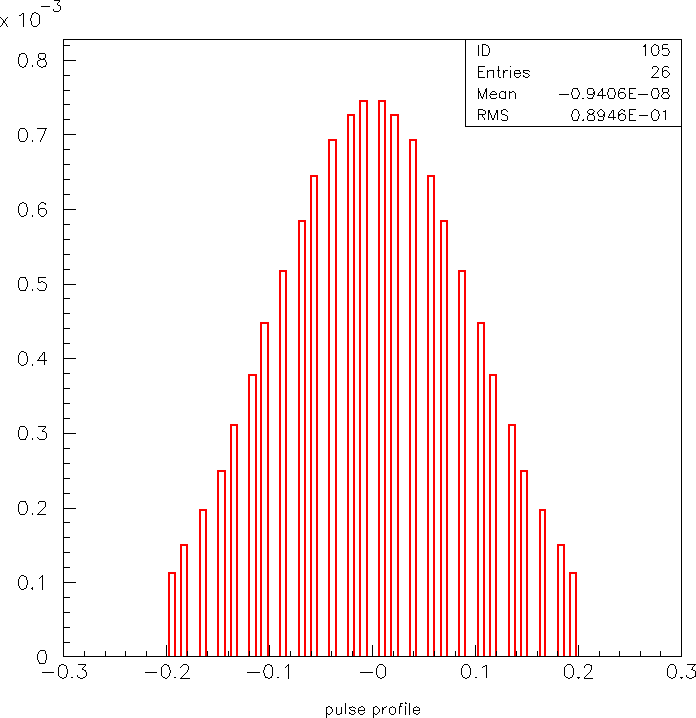 x 10^-3
ID 105
Entries 26
Mean -0.9406E-08
RMS 0.8946E-01
0.8
0.7
0.6
0.5
0.4
0.3
0.2
0.1
0
-0.3 -0.2 -0.1 -0 0.1 0.2 0.3
pulse profile